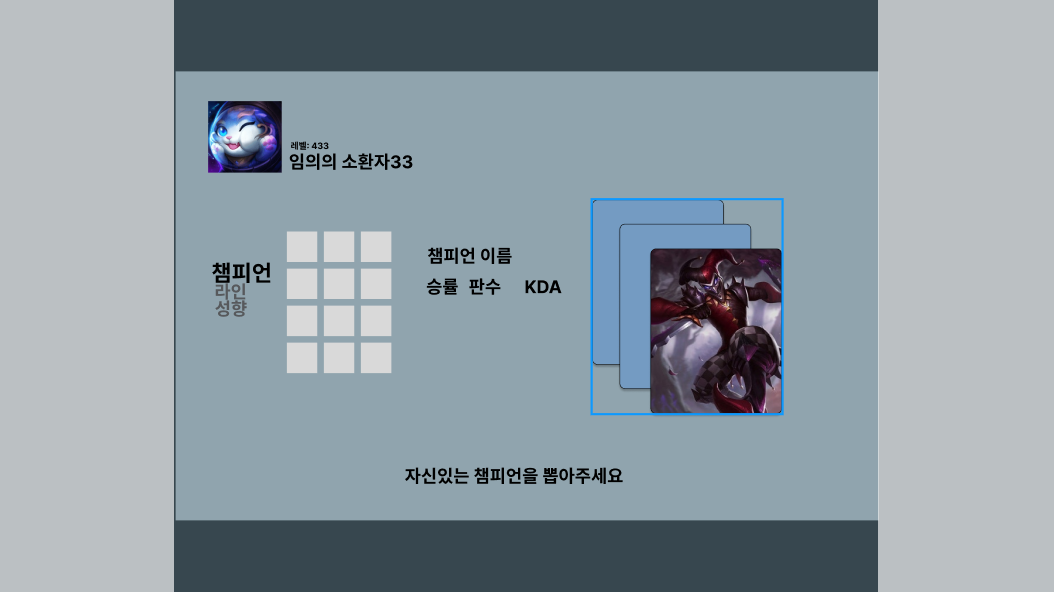 레벨: 433
임의의 소환자33
챔피언
라인
성향
챔피언 이름
승률 판수 KDA
자신있는 챔피언을 뽑아주세요